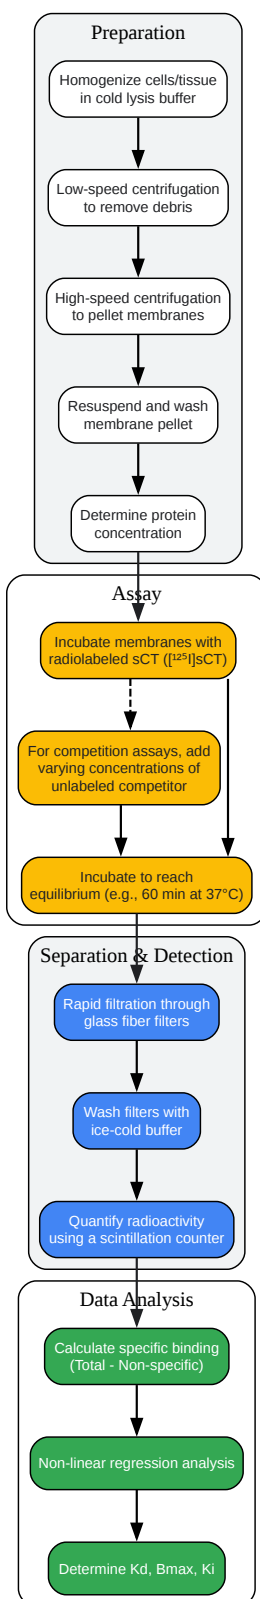 Preparation
Homogenize cells/tissue
in cold lysis buffer
Low-speed centrifugation
to remove debris
High-speed centrifugation
to pellet membranes
Resuspend and wash
membrane pellet
Determine protein
concentration
Assay
Incubate membranes with
radiolabeled sCT ([¹²⁵I]sCT)
For competition assays, add
varying concentrations of
unlabeled competitor
Incubate to reach
equilibrium (e.g., 60 min at 37°C)
Separation & Detection
Rapid filtration through
glass fiber filters
Wash filters with
ice-cold buffer
Quantify radioactivity
using a scintillation counter
Data Analysis
Calculate specific binding
(Total - Non-specific)
Non-linear regression analysis
Determine Kd, Bmax, Ki